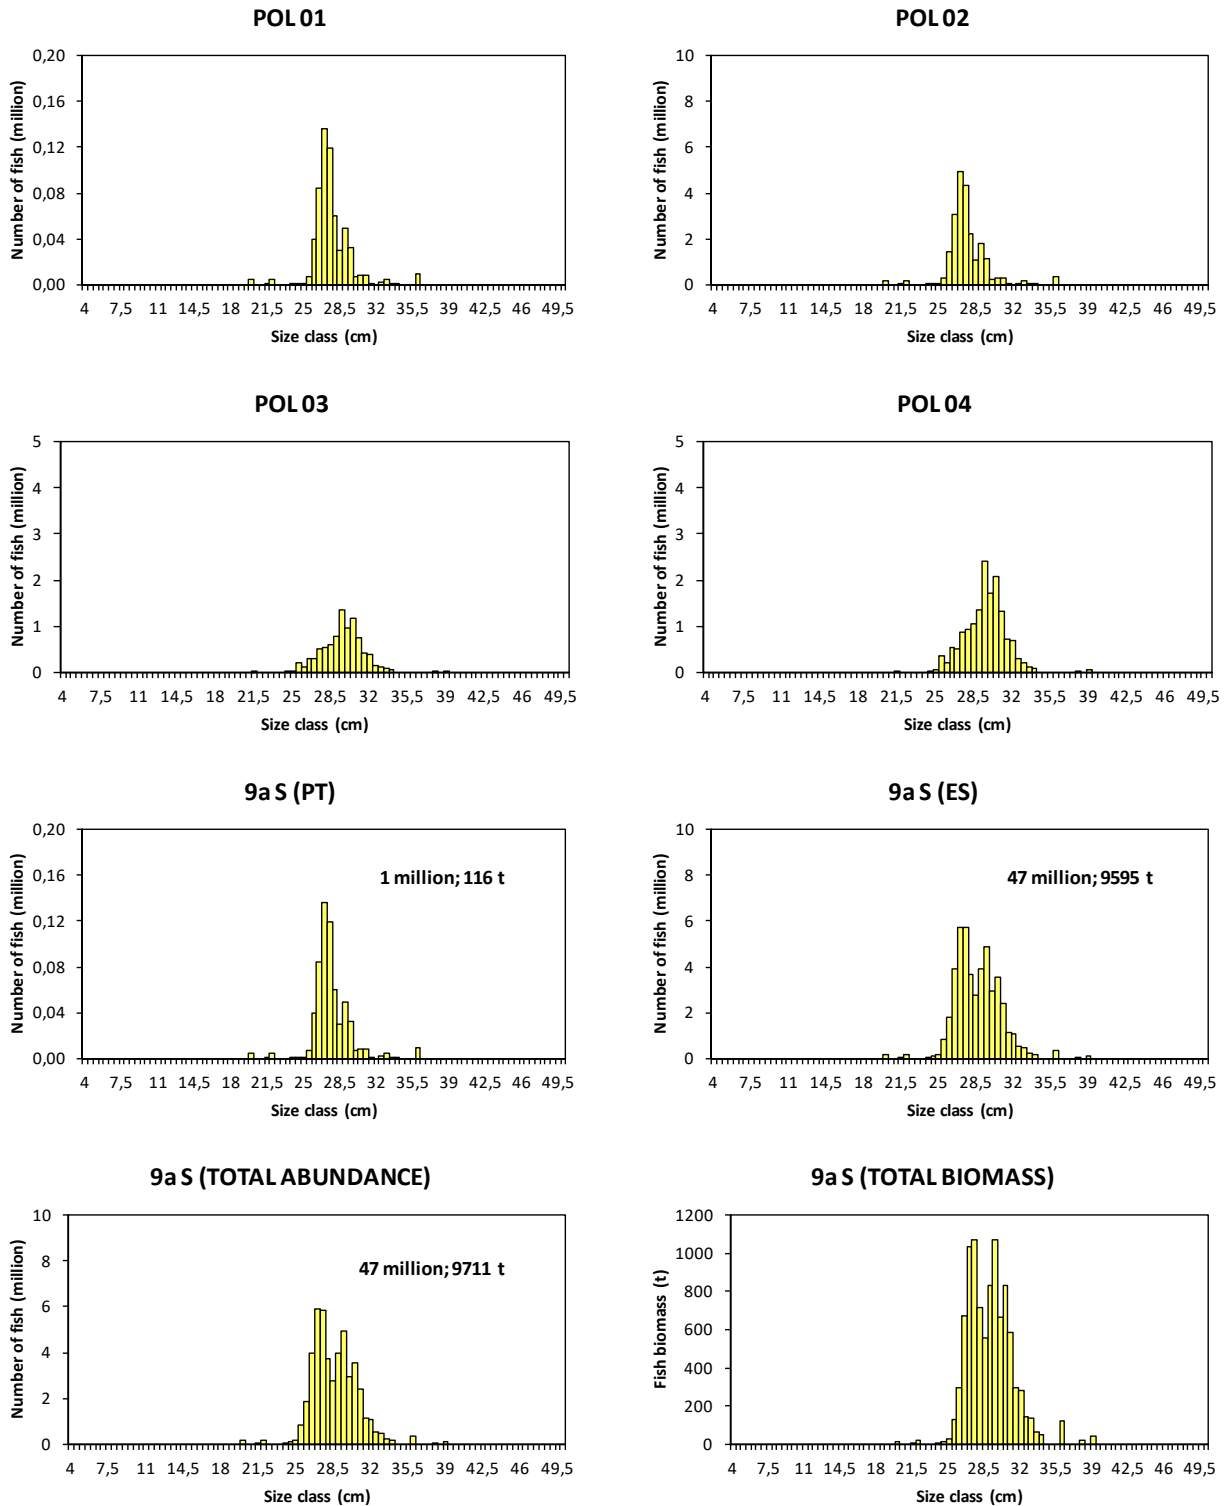 POL 01
Number of fish (million)
0,20
0,16
0,12
0,08
0,04
0,00
4 7,5 11 14,5 18 21,5 25 28,5 32 35,5 39 42,5 46 49,5
Size class (cm)
POL 02
Number of fish (million)
10
8
6
4
2
0
4 7,5 11 14,5 18 21,5 25 28,5 32 35,5 39 42,5 46 49,5
Size class (cm)
POL 03
Number of fish (million)
5
4
3
2
1
0
4 7,5 11 14,5 18 21,5 25 28,5 32 35,5 39 42,5 46 49,5
Size class (cm)
POL 04
Number of fish (million)
5
4
3
2
1
0
4 7,5 11 14,5 18 21,5 25 28,5 32 35,5 39 42,5 46 49,5
Size class (cm)
9a S (PT)
Number of fish (million)
0,20
0,16
0,12
0,08
0,04
0,00
1 million; 116 t
4 7,5 11 14,5 18 21,5 25 28,5 32 35,5 39 42,5 46 49,5
Size class (cm)
9a S (ES)
Number of fish (million)
10
8
6
4
2
0
47 million; 9595 t
4 7,5 11 14,5 18 21,5 25 28,5 32 35,5 39 42,5 46 49,5
Size class (cm)
9a S (TOTAL ABUNDANCE)
Number of fish (million)
10
8
6
4
2
0
47 million; 9711 t
4 7,5 11 14,5 18 21,5 25 28,5 32 35,5 39 42,5 46 49,5
Size class (cm)
9a S (TOTAL BIOMASS)
Fish biomass (t)
1200
1000
800
600
400
200
0
4 7,5 11 14,5 18 21,5 25 28,5 32 35,5 39 42,5 46 49,5
Size class (cm)